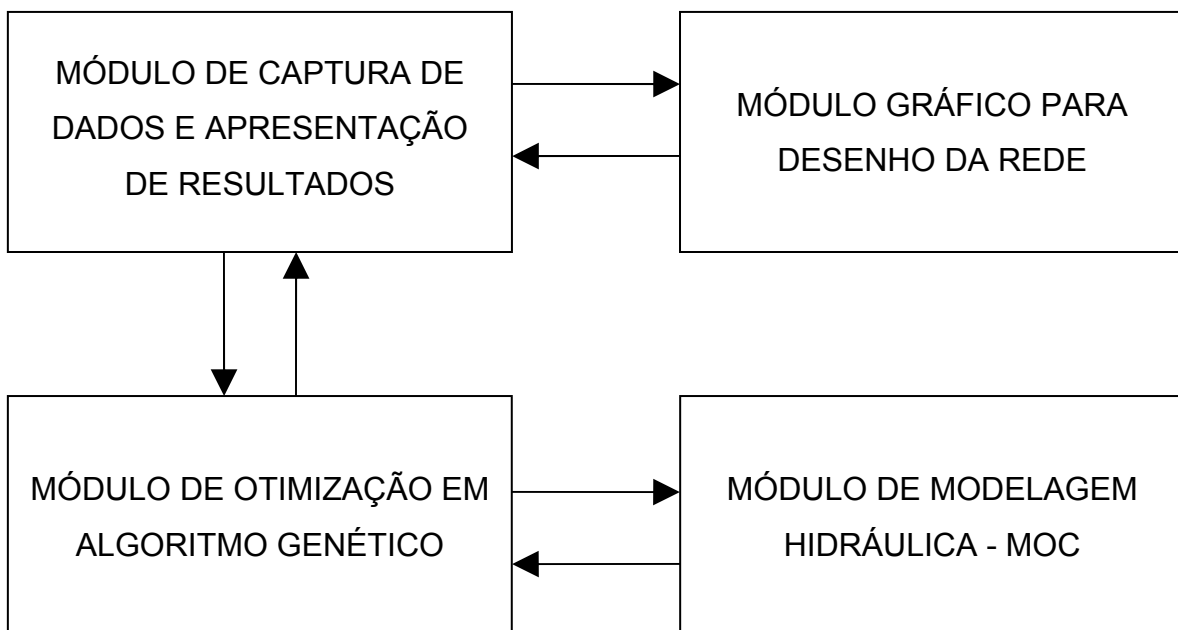 MÓDULO DE CAPTURA DE
DADOS E APRESENTAÇÃO
DE RESULTADOS
MÓDULO GRÁFICO PARA
DESENHO DA REDE
MÓDULO DE OTIMIZAÇÃO EM
ALGORITMO GENÉTICO
MÓDULO DE MODELAGEM
HIDRÁULICA - MOC